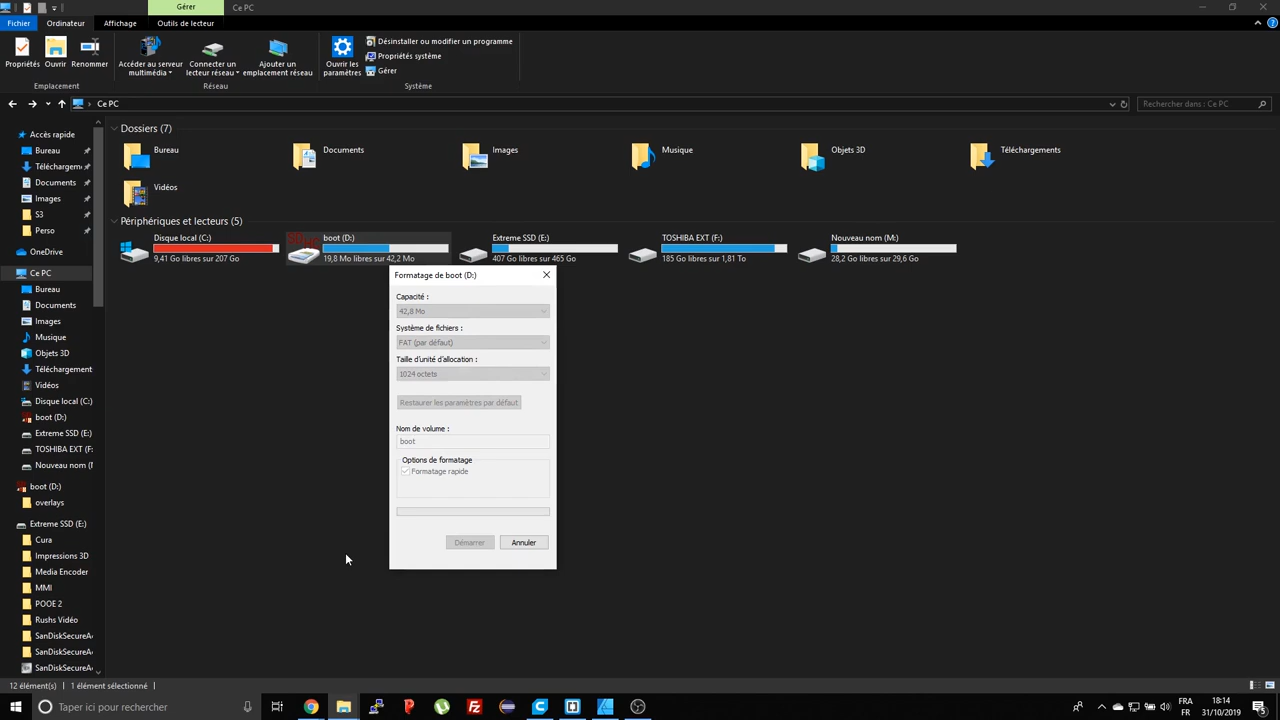 Gérer
Ce PC
Fichier
Ordinateur
Affichage
Outils de lecteur
Propriétés
Ouvrir
Renommer
Accéder au serveur
multimédia
Connecter un
lecteur réseau
Ajouter un
emplacement réseau
Ouvrir les
paramètres
Désinstaller ou modifier un programme
Propriétés système
Gérer
Emplacement
Réseau
Système
Ce PC
Rechercher dans : Ce PC
Accès rapide
Bureau
Téléchargem
Documents
Images
S3
Perso
OneDrive
Ce PC
Bureau
Documents
Images
Musique
Objets 3D
Téléchargement
Vidéos
Disque local (C:)
boot (D:)
Extreme SSD (E:)
TOSHIBA EXT (F:
Nouveau nom (M
boot (D:)
overlays
Extreme SSD (E:)
Cura
Impressions 3D
Media Encoder
MMI
POOE 2
Rushs Vidéo
SanDiskSecureAc
SanDiskSecureAc
SanDiskSecureAc
Dossiers (7)
Bureau
Documents
Images
Musique
Objets 3D
Téléchargements
Vidéos
Périphériques et lecteurs (5)
Disque local (C:)
9,41 Go libres sur 207 Go
boot (D:)
19,8 Mo libres sur 42,2 Mo
Extreme SSD (E:)
407 Go libres sur 465 Go
TOSHIBA EXT (F:)
185 Go libres sur 1,81 To
Nouveau nom (M:)
28,2 Go libres sur 29,6 Go
Formatage de boot (D:)
Capacité :
42,8 Mo
Système de fichiers :
FAT (par défaut)
Taille d'unité d'allocation :
1024 octets
Restaurer les paramètres par défaut.
Nom de volume :
boot
Options de formatage
Formatage rapide
Démarrer
Annuler
12 élément(s)
1 élément sélectionné
Taper ici pour rechercher
FRA
FR
18:14
31/10/2019